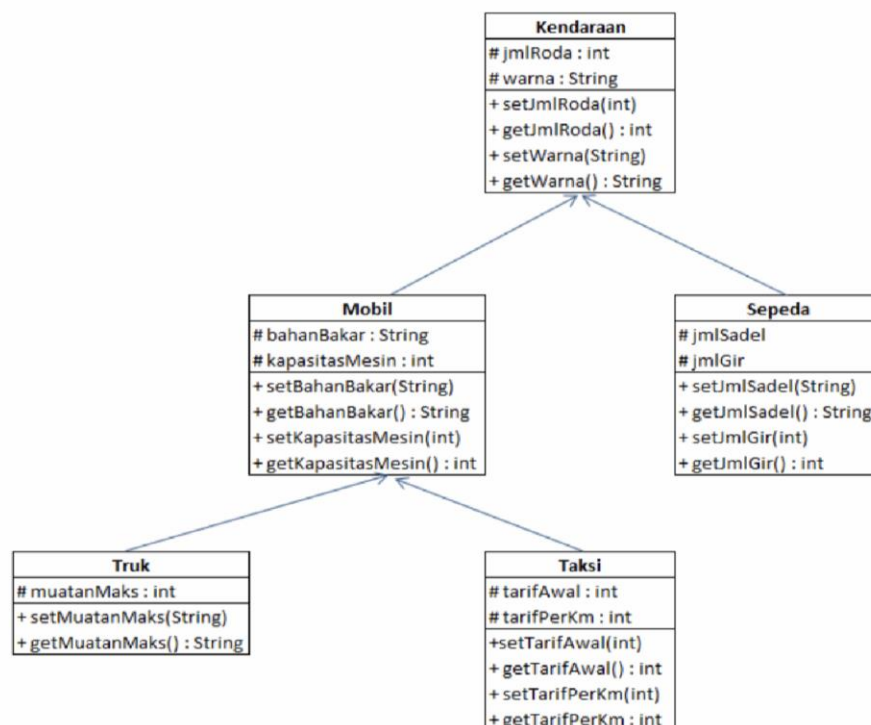 Kendaraan
# jmlRoda : int
# warna : String
+ setJmlRoda(int)
+ getJmlRoda() : int
+ setWarna(String)
+ getWarna() : String
Mobil
# bahanBakar : String
# kapasitasMesin : int
+ setBahanBakar(String)
+ getBahanBakar() : String
+ setKapasitasMesin(int)
+ getKapasitasMesin() : int
Sepeda
# jmlSadel
# jmlGir
+ setJmlSadel(String)
+ getJmlSadel() : String
+ setJmlGir(int)
+ getJmlGir() : int
Truk
# muatanMaks : int
+ setMuatanMaks(String)
+ getMuatanMaks() : String
Taksi
# tarifAwal : int
# tarifPerKm : int
+setTarifAwal(int)
+ getTarifAwal() : int
+ setTarifPerKm(int)
+ getTarifPerKm : int